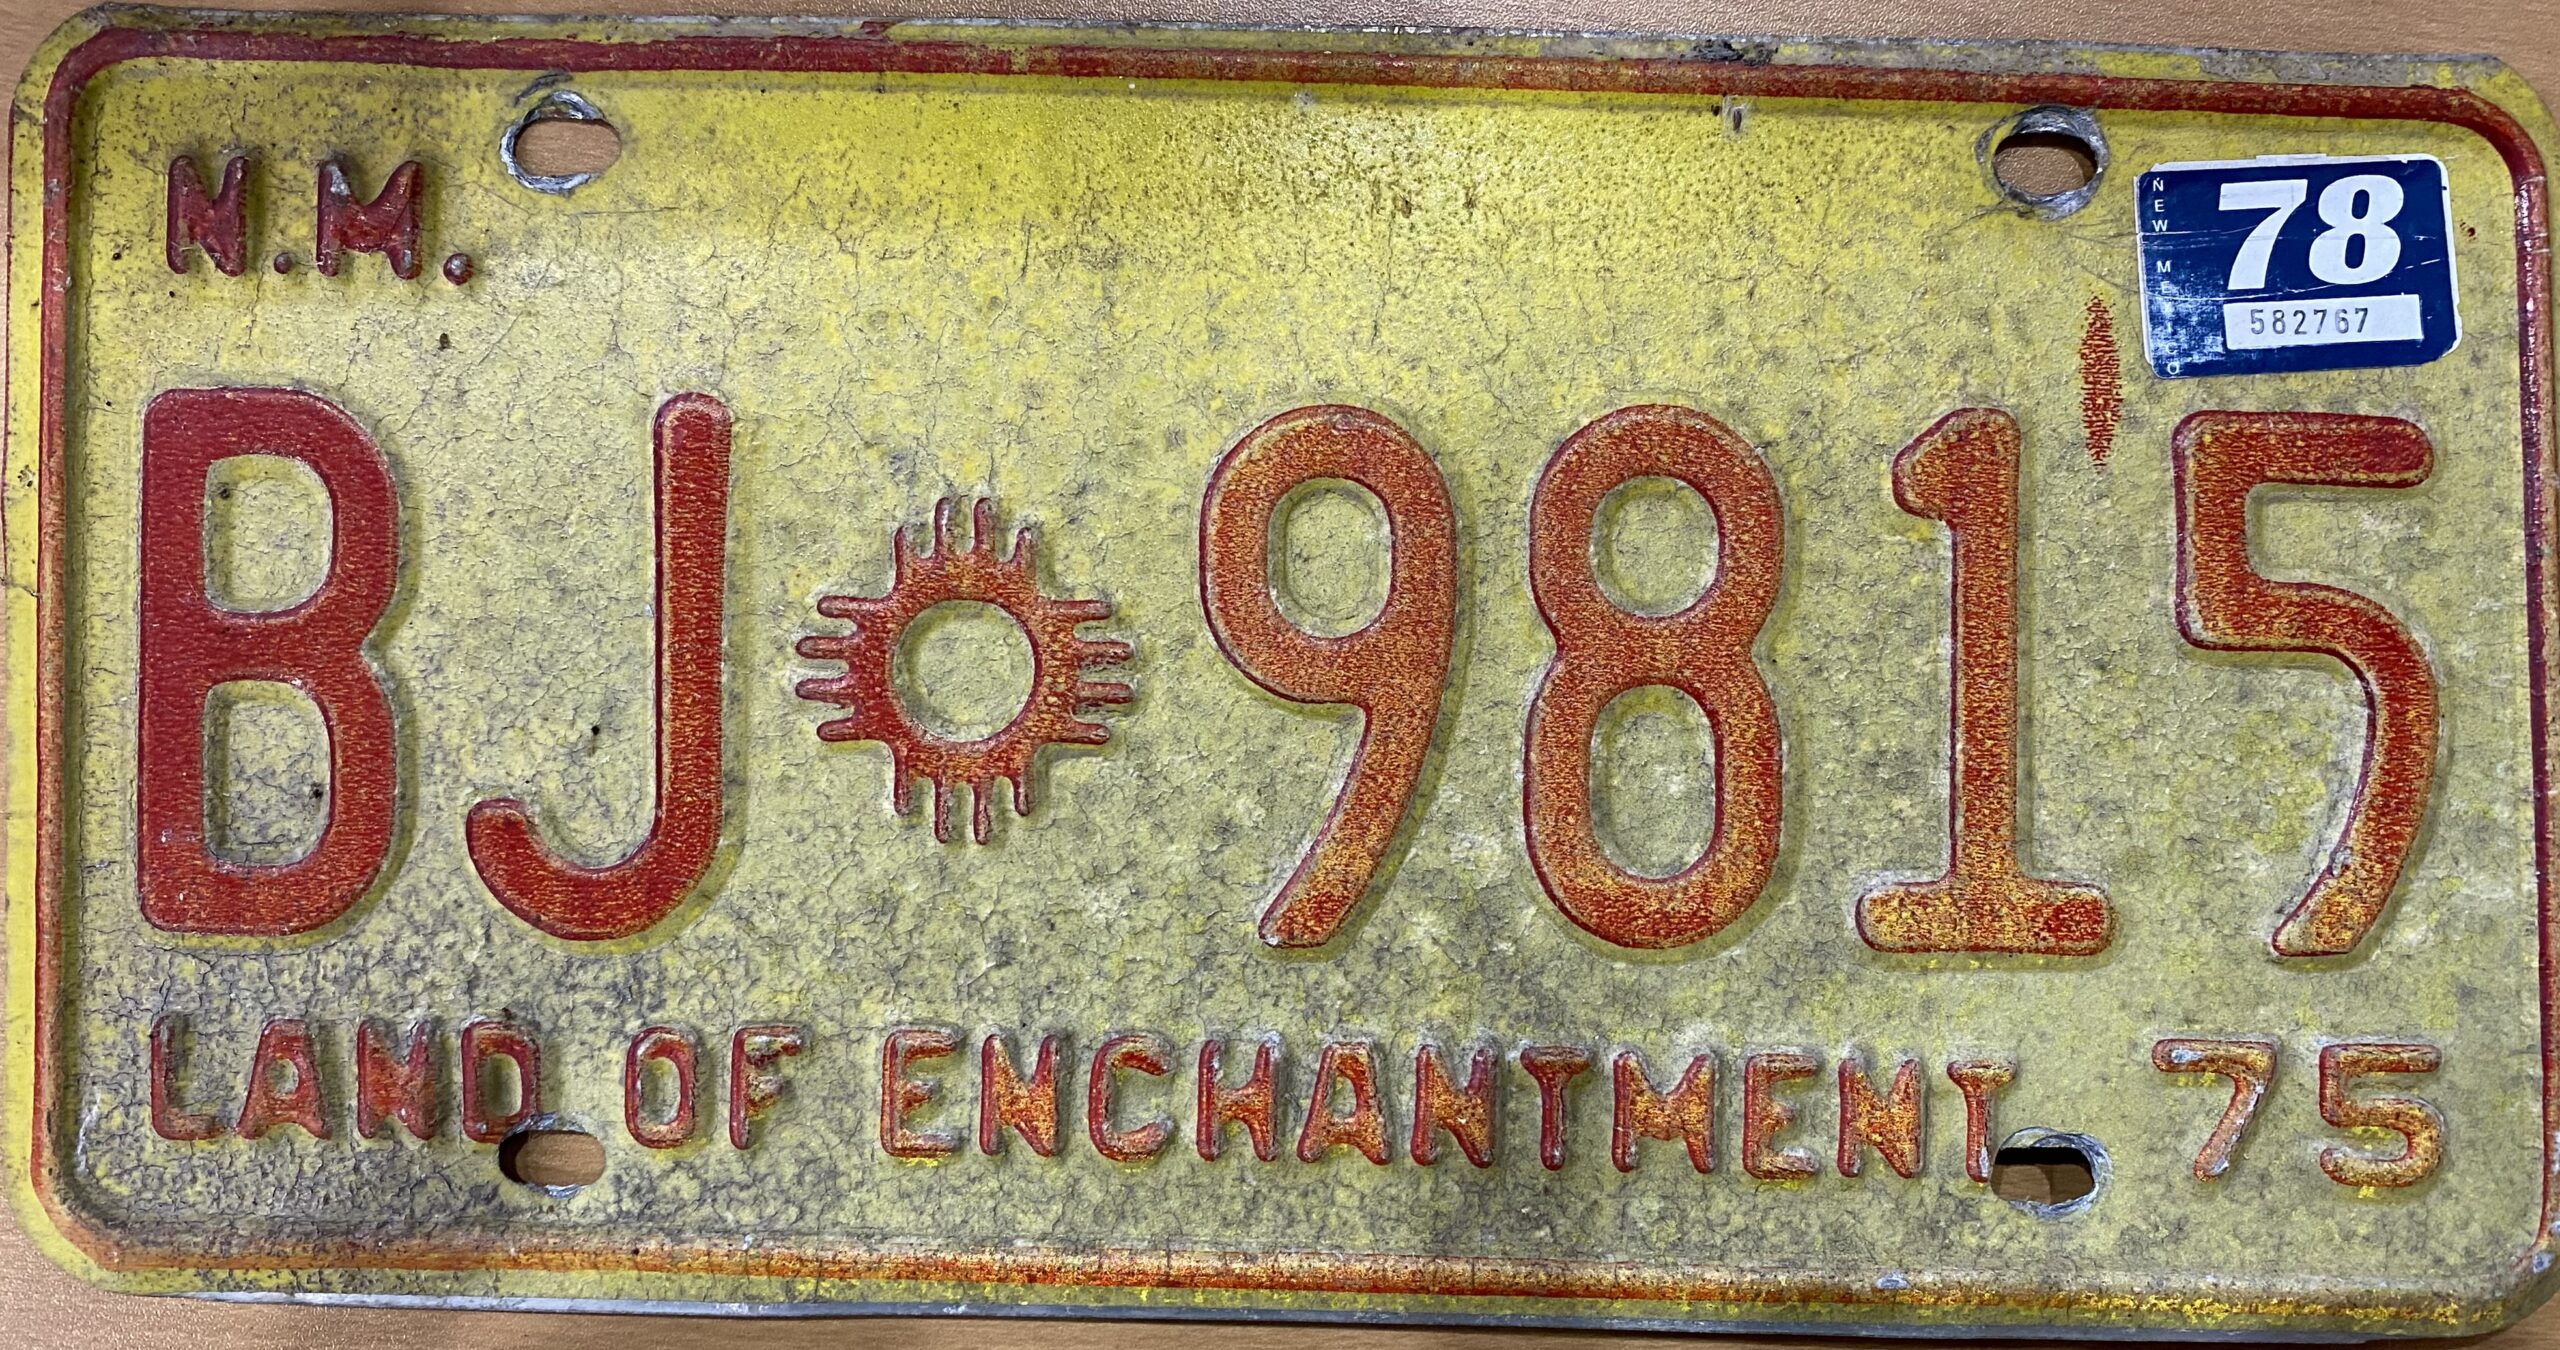 N.M.
NEW MEXICO
78
582767
BJ 9815
LAND OF ENCHANTMENT 75